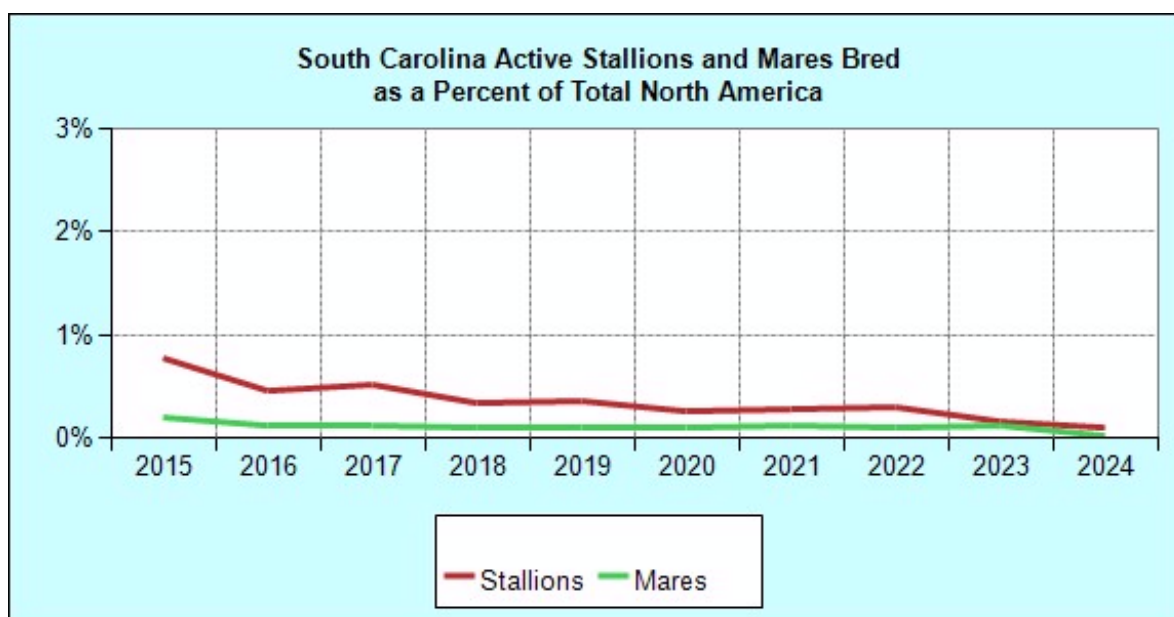 South Carolina Active Stallions and Mares Bred
as a Percent of Total North America
3%
2%
1%
0%
2015 2016 2017 2018 2019 2020 2021 2022 2023 2024
Stallions Mares